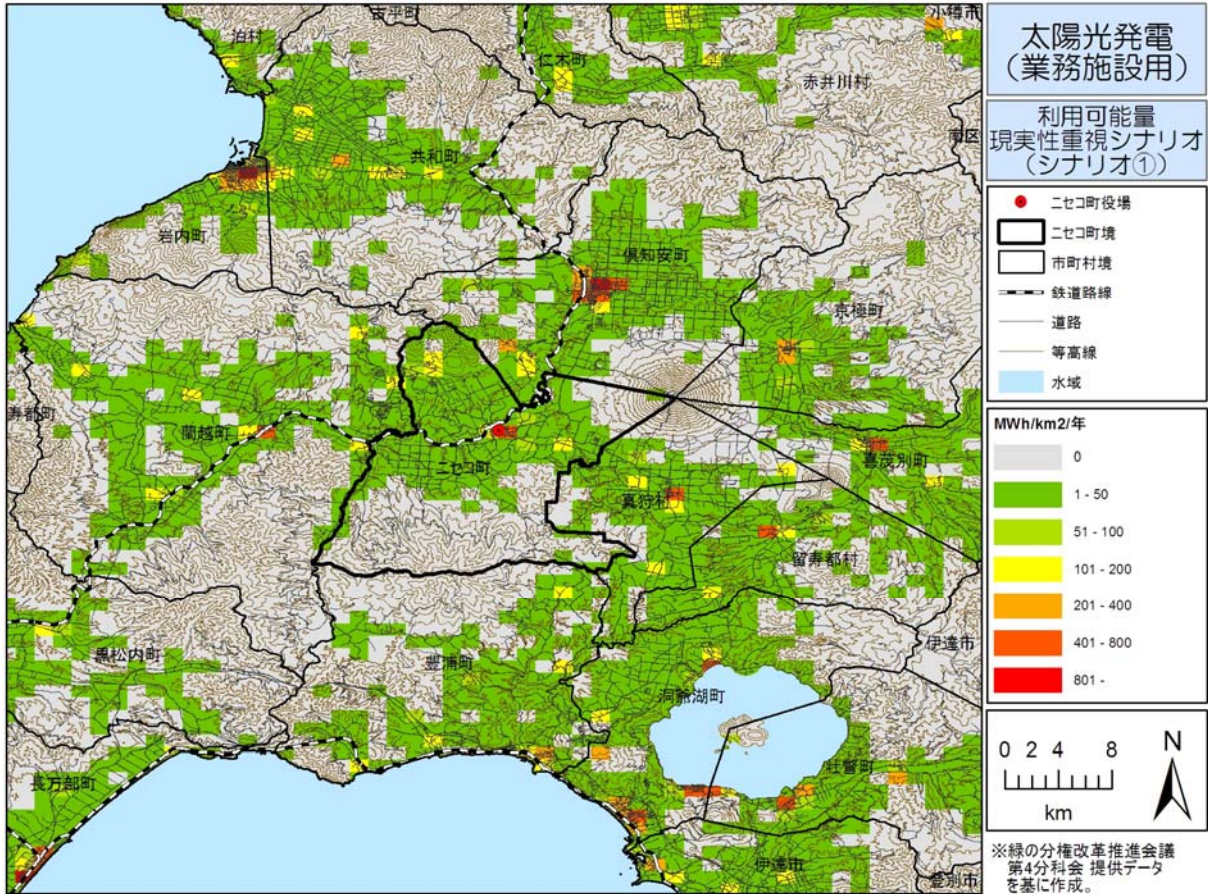 古平町
小樽市
泊村
仁木町
赤井川村
南区
共和町
岩内町
倶知安町
京極町
寿都町
蘭越町
ニセコ町
喜茂別町
真狩村
留寿都村
伊達市
黒松内町
豊浦町
洞爺湖町
壮瞥町
長万部町
伊達市
登別市
太陽光発電
(業務施設用)
利用可能量
現実性重視シナリオ
(シナリオ①)
ニセコ町役場
ニセコ町境
市町村境
鉄道路線
道路
等高線
水域
MWh/km2/年
0
1 - 50
51 - 100
101 - 200
201 - 400
401 - 800
801 -
0 2 4 8
km
N
※緑の分権改革推進会議
第4分科会 提供データ
を基に作成。